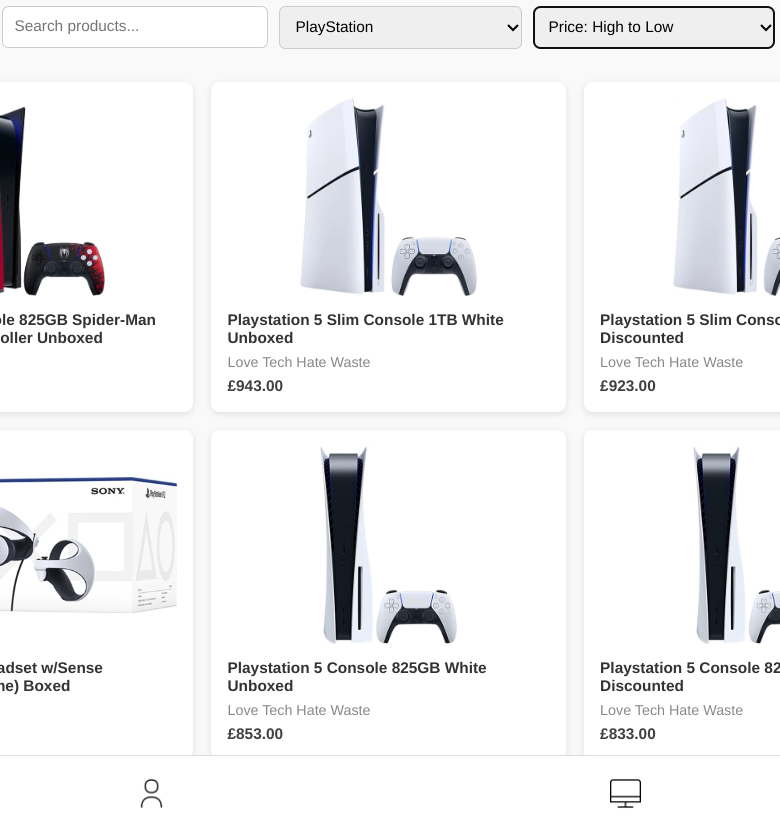 Search products...
PlayStation
Price: High to Low
le 825GB Spider-Man
oller Unboxed
Playstation 5 Slim Console 1TB White
Unboxed
Love Tech Hate Waste
£943.00
Playstation 5 Slim Conso
Discounted
Love Tech Hate Waste
£923.00
SONY
adset w/Sense
ne) Boxed
Playstation 5 Console 825GB White
Unboxed
Love Tech Hate Waste
£853.00
Playstation 5 Console 82
Discounted
Love Tech Hate Waste
£833.00